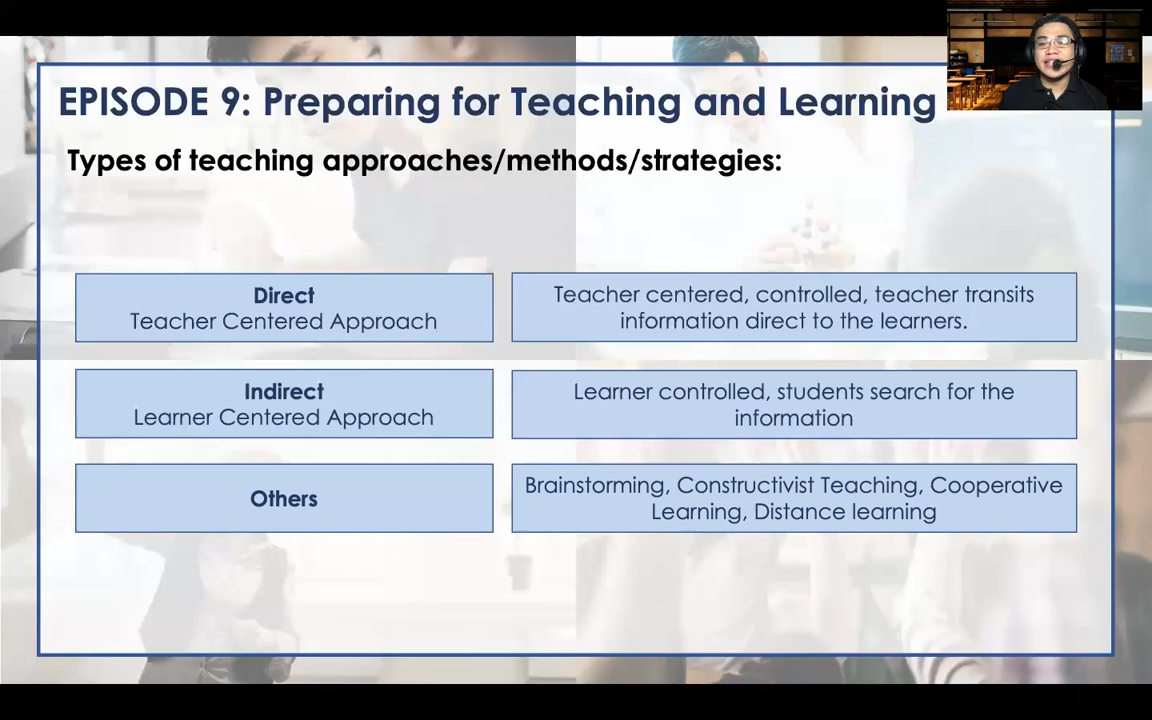 EPISODE 9: Preparing for Teaching and Learning
Types of teaching approaches/methods/strategies:
Direct
Teacher Centered Approach
Teacher centered, controlled, teacher transits
information direct to the learners.
Indirect
Learner Centered Approach
Learner controlled, students search for the
information
Others
Brainstorming, Constructivist Teaching, Cooperative
Learning, Distance learning